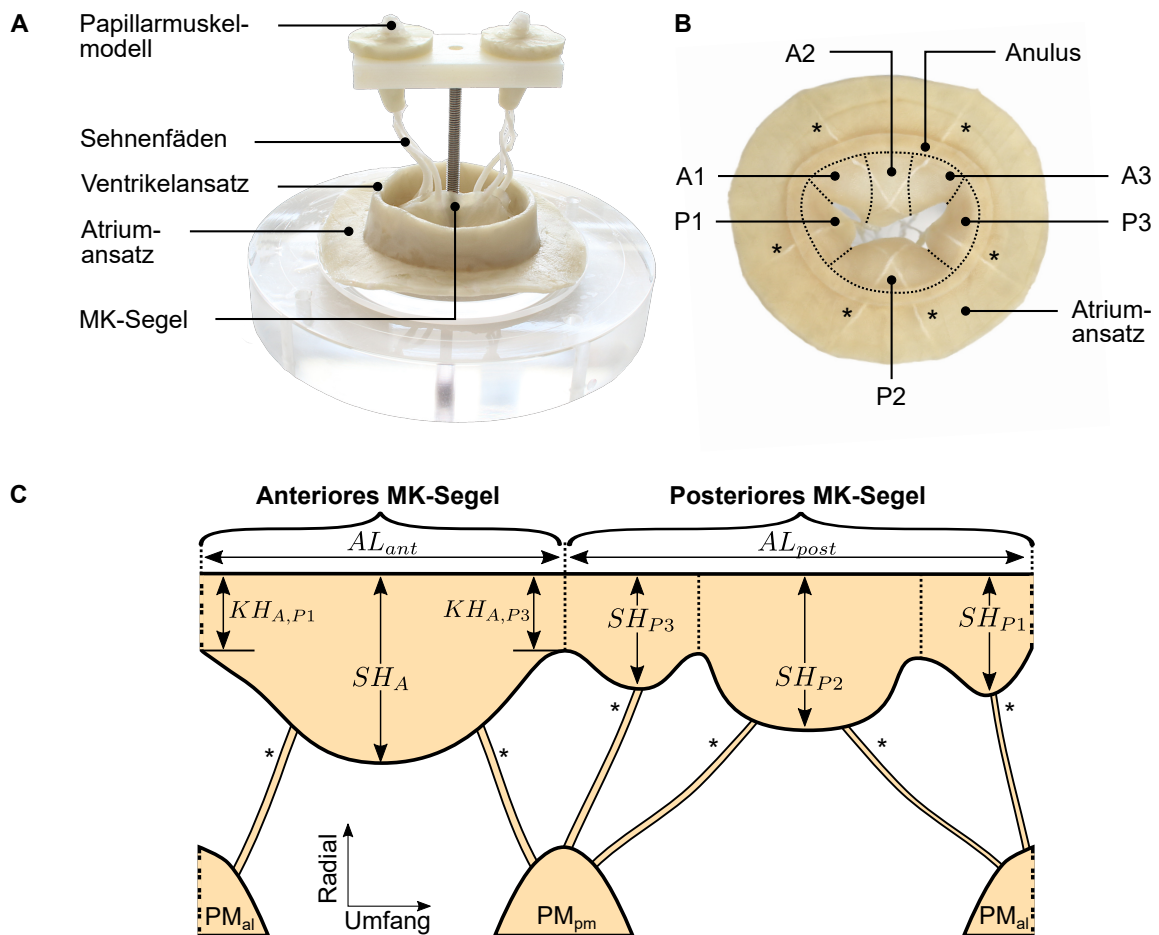 A
Papillarmuskel-
modell
Sehnenfäden
Ventrikelansatz
Atrium-
ansatz
MK-Segel
B
A2
Anulus
A1
A3
P1
P3
*
*
*
*
*
*
Atrium-
ansatz
P2
C
Anteriores MK-Segel
Posteriores MK-Segel
AL_ant
AL_post
KH_A,P1
KH_A,P3
SH_A
SH_P3
SH_P2
SH_P1
*
*
*
*
*
*
Radial
Umfang
PM_al
PM_pm
PM_al